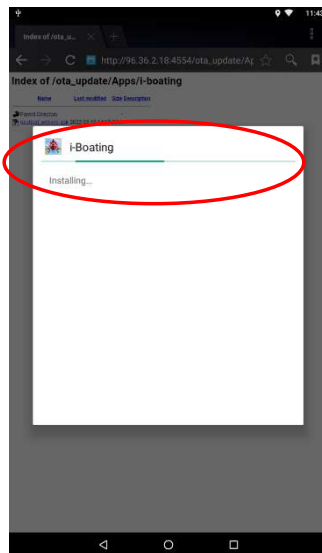 11:43
Index of /ota_u...
http://96.36.2.18:4554/ota_update/Ap
Index of /ota_update/Apps/i-boating
Name Last modified Size Description
Parent Directory
i-Boating
Installing...